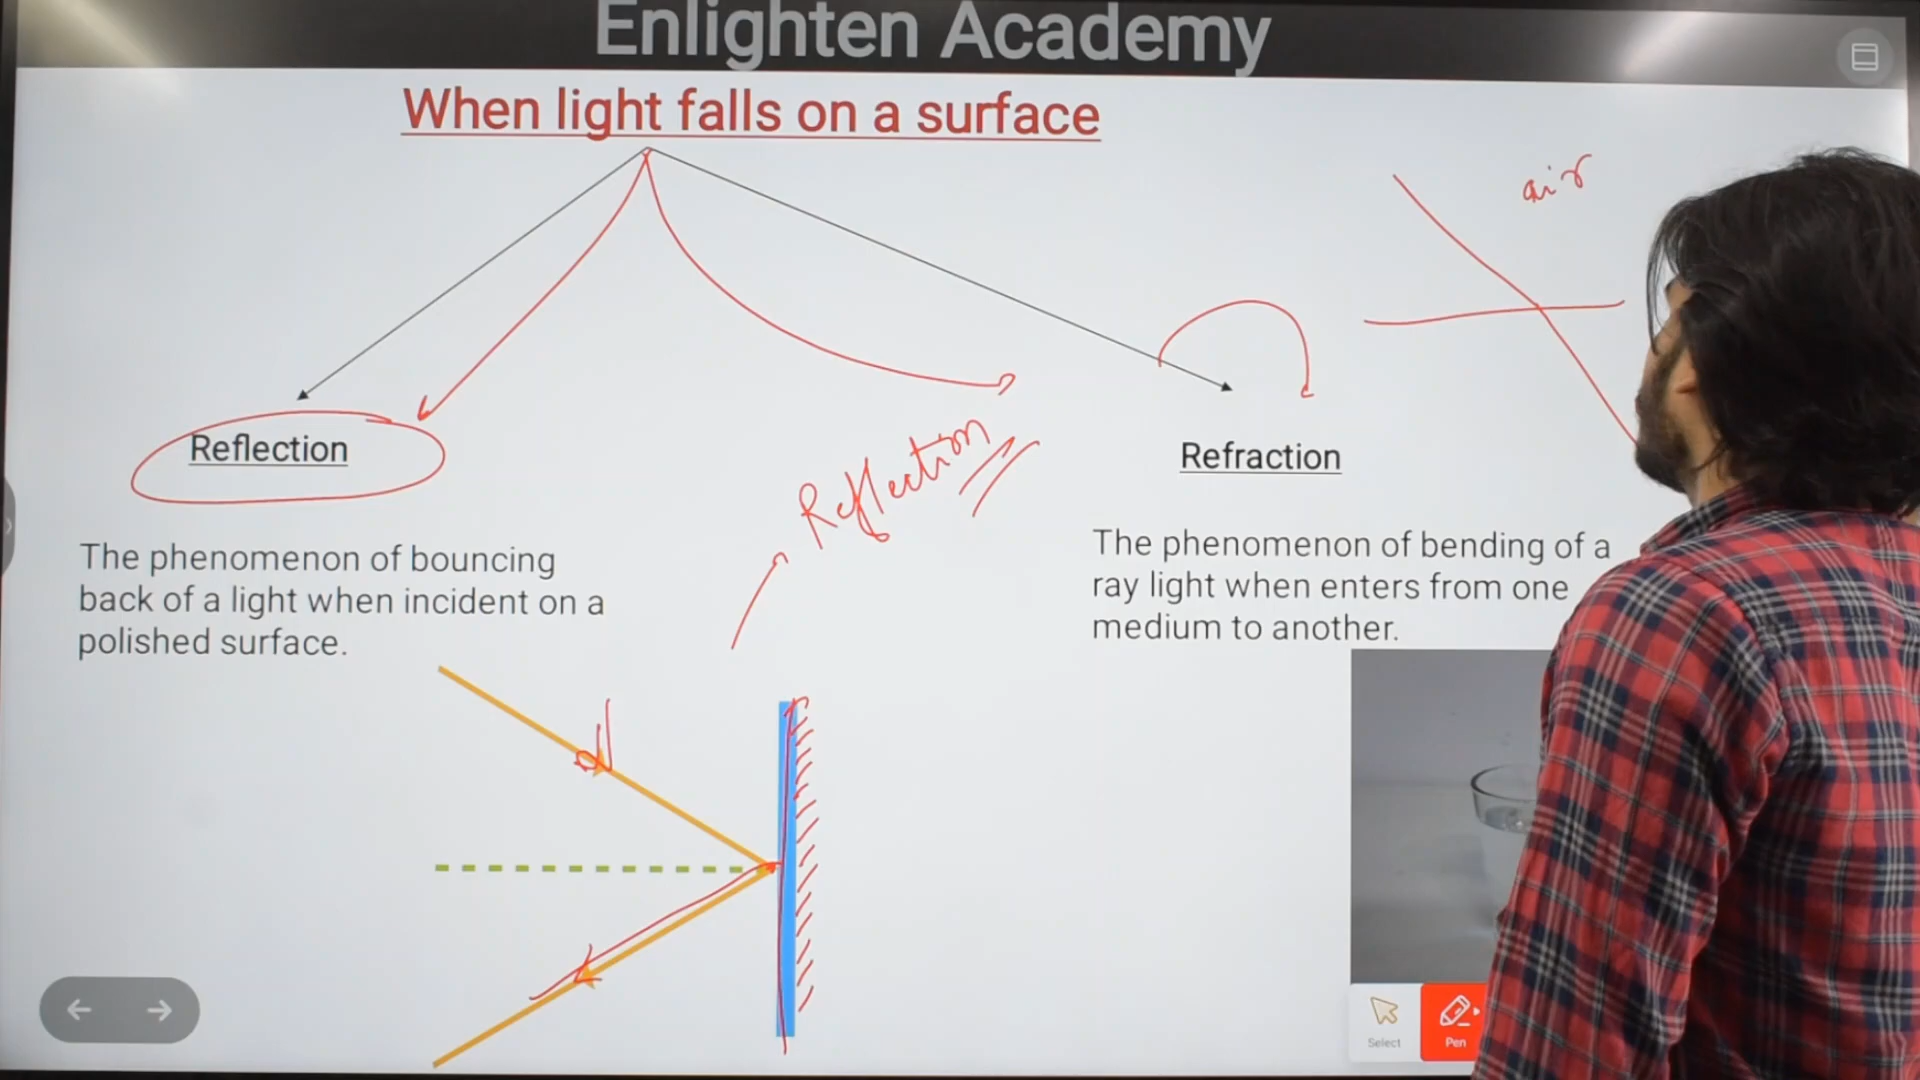 Enlighten Academy
When light falls on a surface
air
Reflection
Reflection
Refraction
The phenomenon of bouncing
back of a light when incident on a
polished surface.
The phenomenon of bending of a
ray light when enters from one
medium to another.
Select
Pen